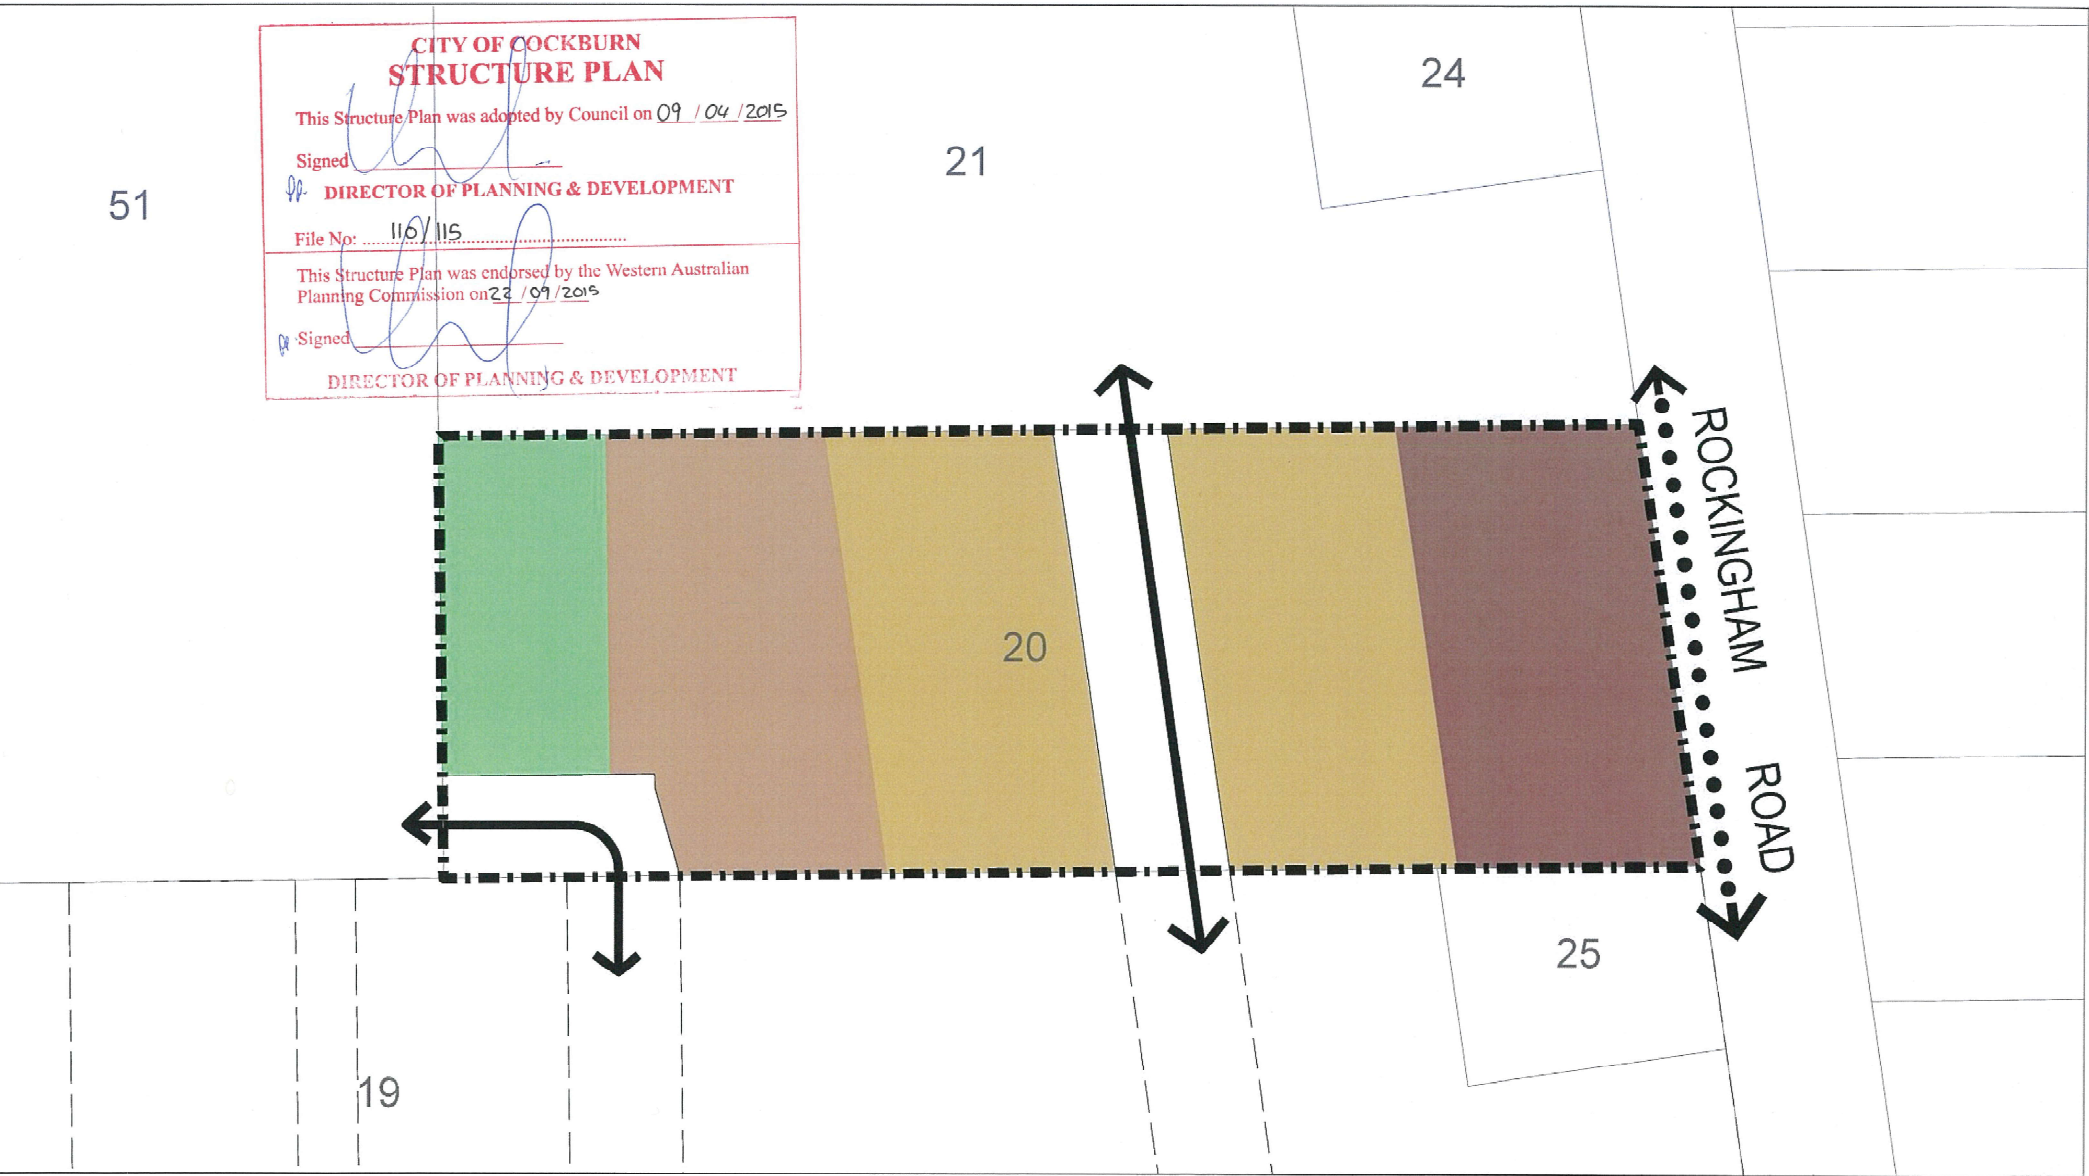 CITY OF COCKBURN
STRUCTURE PLAN
This Structure Plan was adopted by Council on 09 / 04 / 2015
Signed
pp. DIRECTOR OF PLANNING & DEVELOPMENT
File No: 110/115
This Structure Plan was endorsed by the Western Australian
Planning Commission on 22 / 09 / 2015
Signed
DIRECTOR OF PLANNING & DEVELOPMENT
51
21
24
20
ROCKINGHAM ROAD
25
19